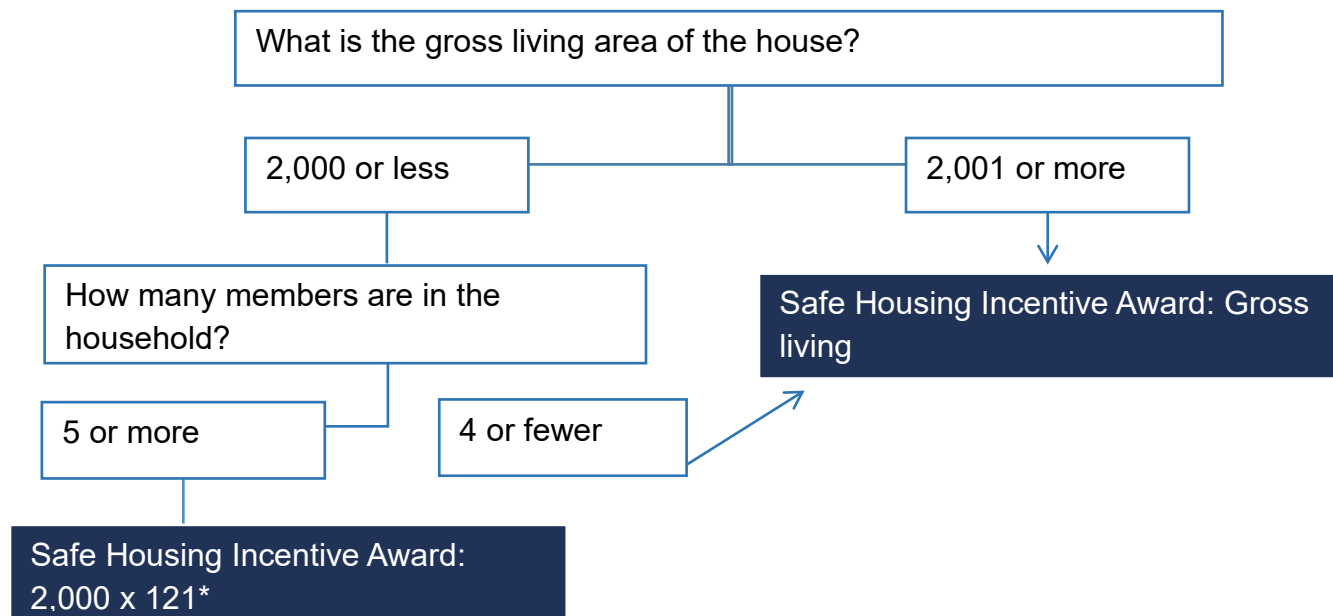 What is the gross living area of the house?
2,000 or less
2,001 or more
How many members are in the
household?
Safe Housing Incentive Award: Gross
living
5 or more
4 or fewer
Safe Housing Incentive Award:
2,000 x 121*